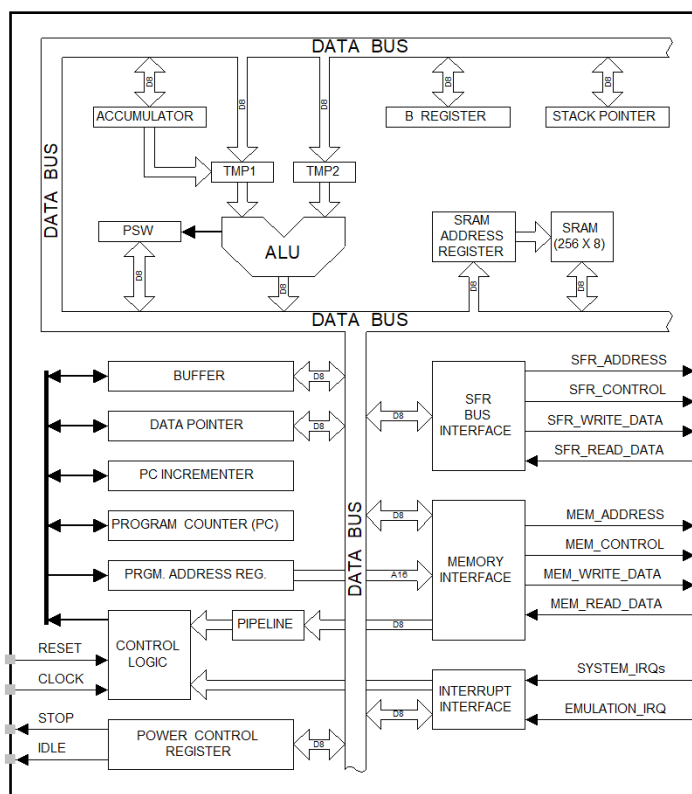 DATA BUS
D8
D8
D8
D8
D8
ACCUMULATOR
B REGISTER
STACK POINTER
DATA BUS
TMP1
TMP2
PSW
ALU
SRAM
ADDRESS
REGISTER
SRAM
(256 X 8)
D8
D8
D8
D8
DATA BUS
BUFFER
D8
DATA POINTER
D8
PC INCREMENTER
PROGRAM COUNTER (PC)
PRGM. ADDRESS REG.
A16
DATA BUS
D8
SFR
BUS
INTERFACE
SFR_ADDRESS
SFR_CONTROL
SFR_WRITE_DATA
SFR_READ_DATA
D8
MEMORY
INTERFACE
MEM_ADDRESS
MEM_CONTROL
MEM_WRITE_DATA
MEM_READ_DATA
PIPELINE
D8
RESET
CLOCK
CONTROL
LOGIC
INTERRUPT
INTERFACE
SYSTEM_IRQs
EMULATION_IRQ
D8
STOP
IDLE
POWER CONTROL
REGISTER
D8